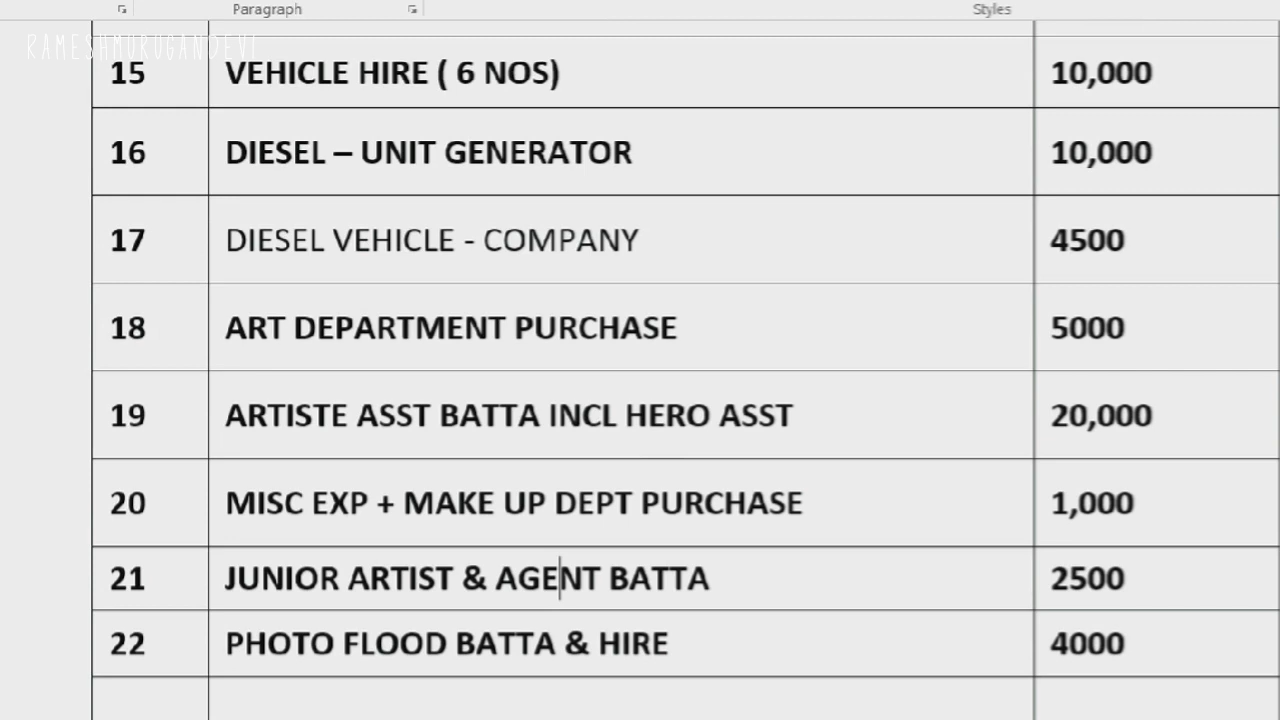 Paragraph Styles
RAMESHMURUGANDEVI
15 VEHICLE HIRE ( 6 NOS) 10,000
16 DIESEL – UNIT GENERATOR 10,000
17 DIESEL VEHICLE - COMPANY 4500
18 ART DEPARTMENT PURCHASE 5000
19 ARTISTE ASST BATTA INCL HERO ASST 20,000
20 MISC EXP + MAKE UP DEPT PURCHASE 1,000
21 JUNIOR ARTIST & AGENT BATTA 2500
22 PHOTO FLOOD BATTA & HIRE 4000